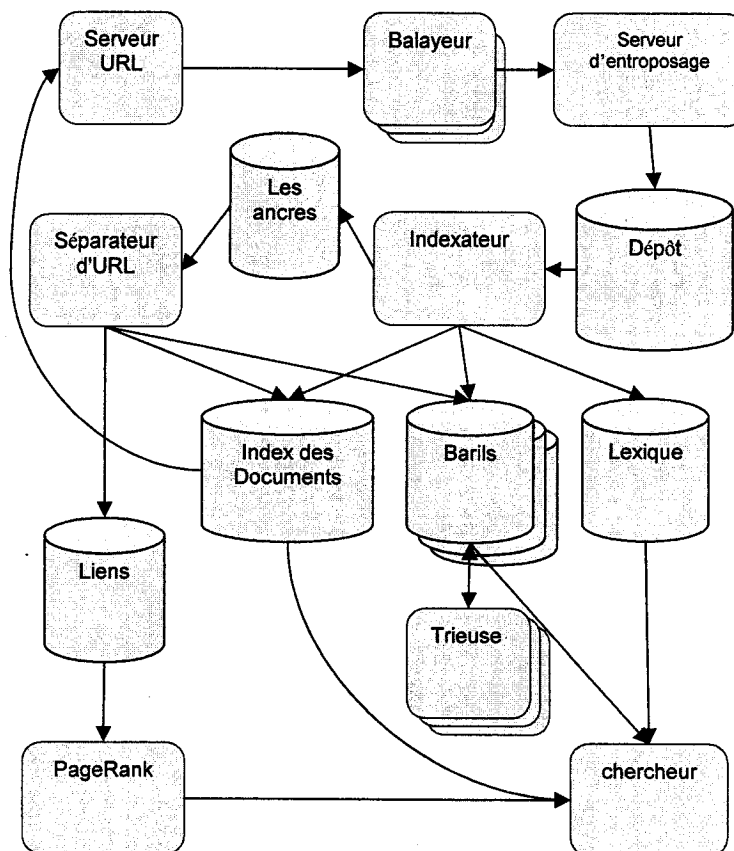 Serveur
URL
Balayeur
Serveur
d'entroposage
Les
ancres
Séparateur
d'URL
Indexateur
Dépôt
Index des
Documents
Barils
Lexique
Liens
Trieuse
PageRank
chercheur